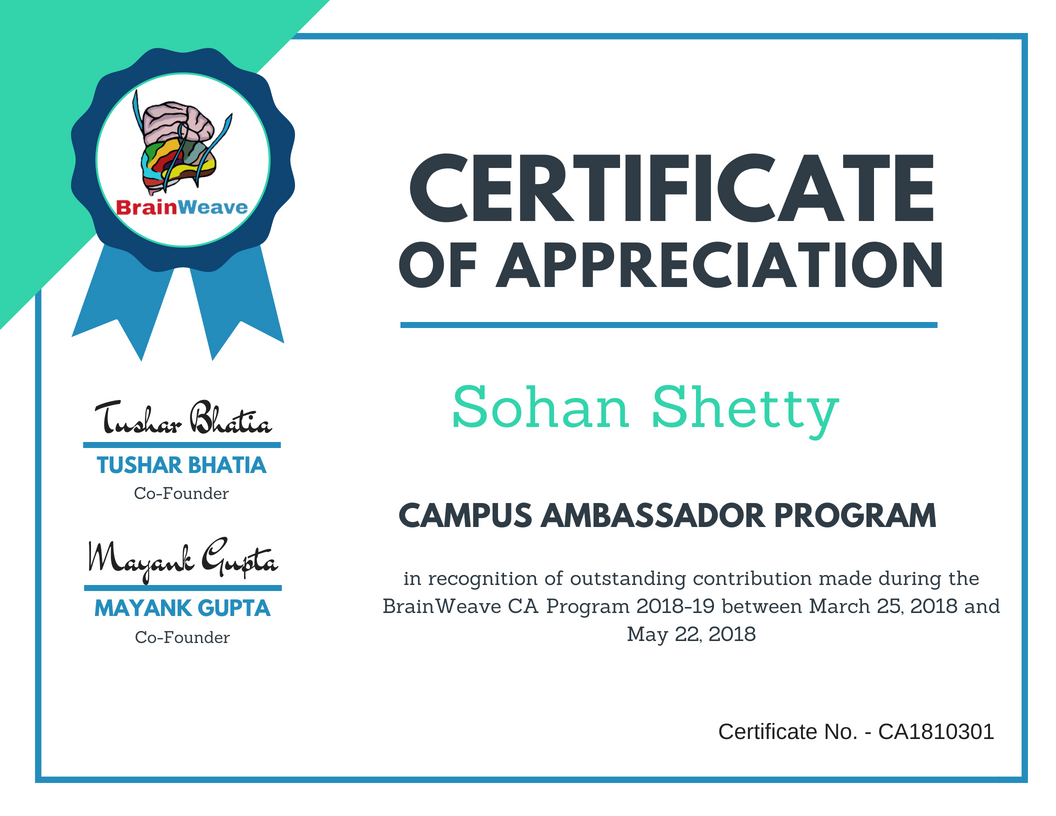 BrainWeave
CERTIFICATE
OF APPRECIATION
Sohan Shetty
CAMPUS AMBASSADOR PROGRAM
in recognition of outstanding contribution made during the
BrainWeave CA Program 2018-19 between March 25, 2018 and
May 22, 2018
Tushar Bhatia
TUSHAR BHATIA
Co-Founder
Mayank Gupta
MAYANK GUPTA
Co-Founder
Certificate No. - CA1810301